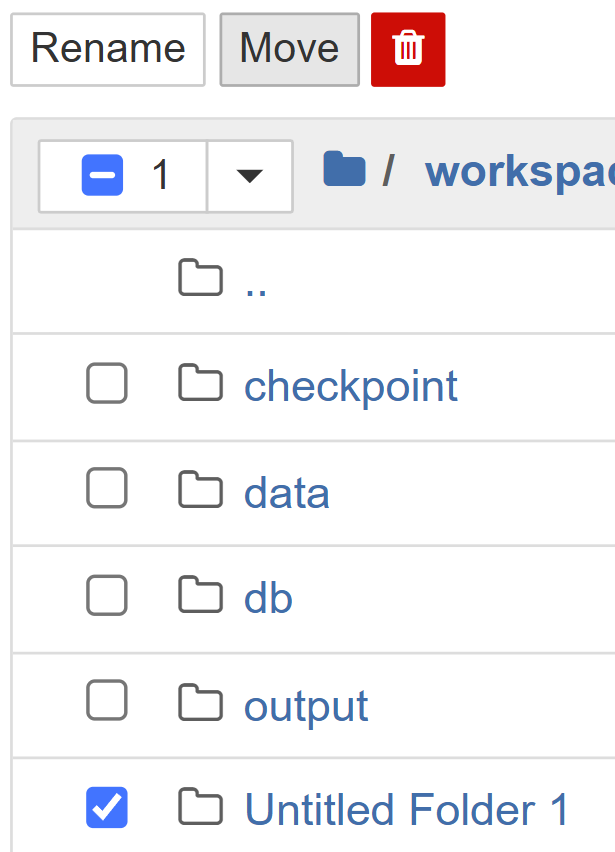 Rename Move
1 / workspac
..
checkpoint
data
db
output
Untitled Folder 1